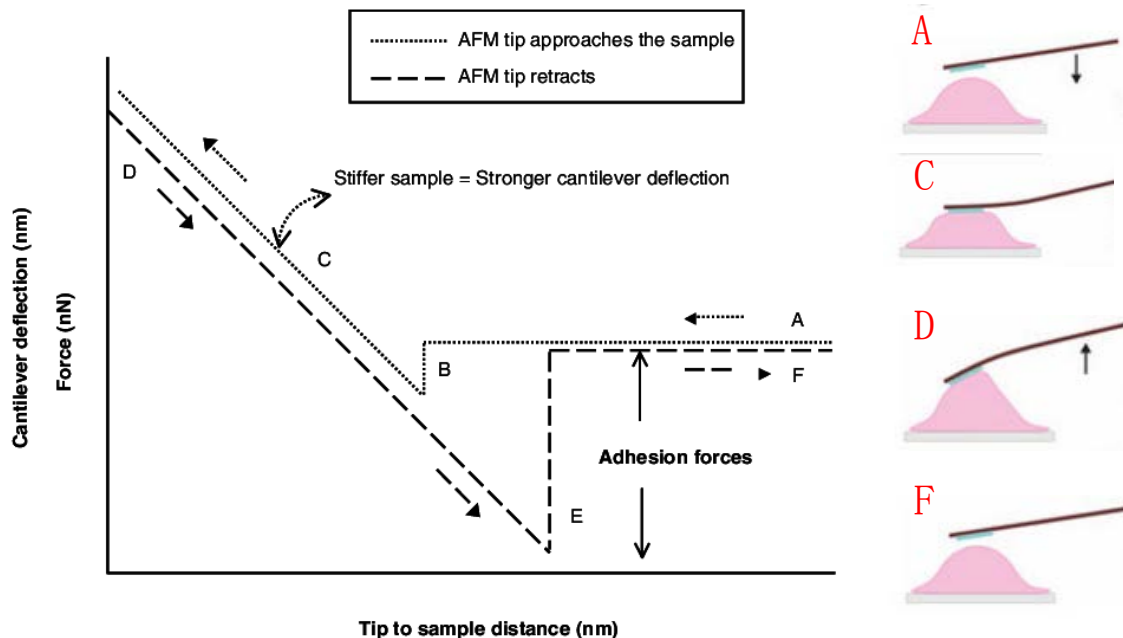 AFM tip approaches the sample
AFM tip retracts
D
Stiffer sample = Stronger cantilever deflection
C
A
B
F
Adhesion forces
E
Cantilever deflection (nm)
Force (nN)
Tip to sample distance (nm)
A
C
D
F